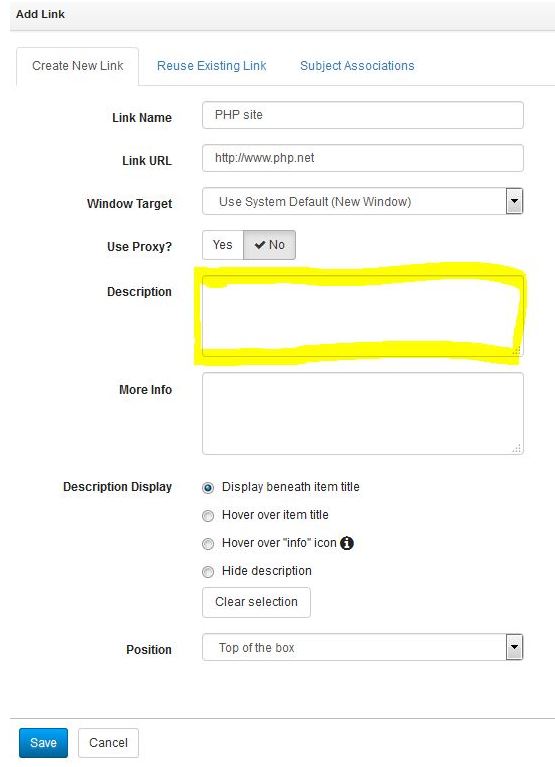 Add Link
Create New Link Reuse Existing Link Subject Associations
Link Name PHP site
Link URL http://www.php.net
Window Target Use System Default (New Window)
Use Proxy? Yes No
Description
More Info
Description Display Display beneath item title
Hover over item title
Hover over "info" icon
Hide description
Clear selection
Position Top of the box
Save Cancel